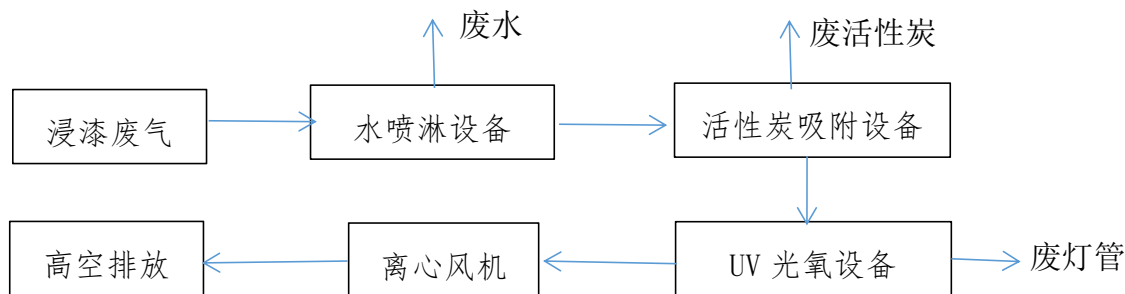 废水
废活性炭
浸漆废气
水喷淋设备
活性炭吸附设备
高空排放
离心风机
UV 光氧设备
废灯管